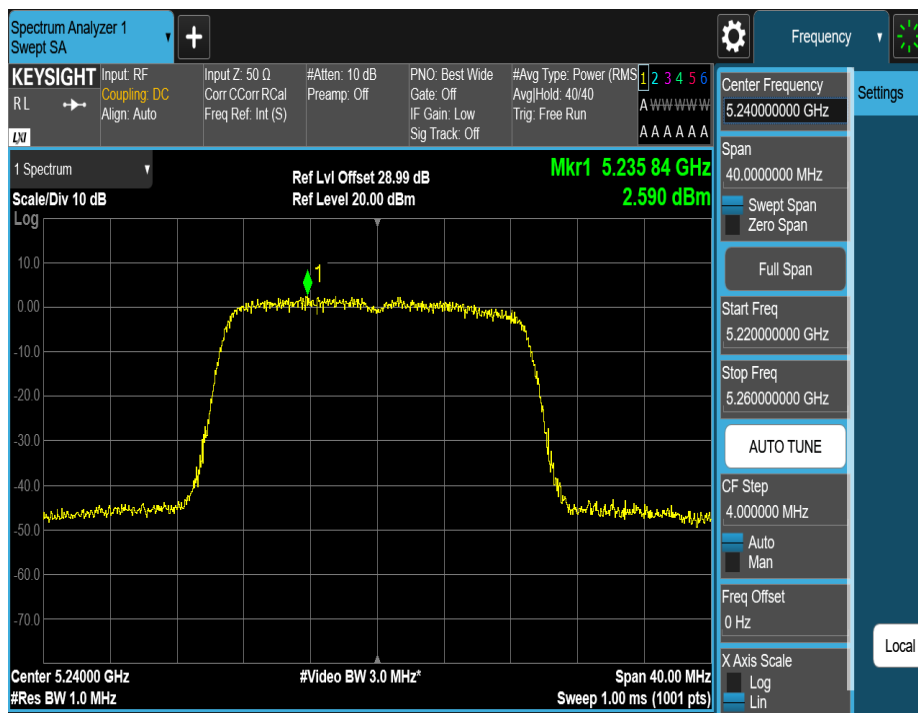 Spectrum Analyzer 1
Swept SA
+
Frequency
KEYSIGHT
RL
LXI
Input: RF
Coupling: DC
Align: Auto
Input Z: 50 Ω
Corr CCorr RCal
Freq Ref: Int (S)
#Atten: 10 dB
Preamp: Off
PNO: Best Wide
Gate: Off
IF Gain: Low
Sig Track: Off
#Avg Type: Power (RMS
Avg|Hold: 40/40
Trig: Free Run
1 2 3 4 5 6
A W W W W W
A A A A A A
1 Spectrum
Scale/Div 10 dB
Log
Ref Lvl Offset 28.99 dB
Ref Level 20.00 dBm
Mkr1 5.235 84 GHz
2.590 dBm
1
10.0
0.00
-10.0
-20.0
-30.0
-40.0
-50.0
-60.0
-70.0
Center 5.24000 GHz
#Res BW 1.0 MHz
#Video BW 3.0 MHz*
Span 40.00 MHz
Sweep 1.00 ms (1001 pts)
Center Frequency
5.240000000 GHz
Span
40.0000000 MHz
Swept Span
Zero Span
Full Span
Start Freq
5.220000000 GHz
Stop Freq
5.260000000 GHz
AUTO TUNE
CF Step
4.000000 MHz
Auto
Man
Freq Offset
0 Hz
X Axis Scale
Log
Lin
Settings
Local